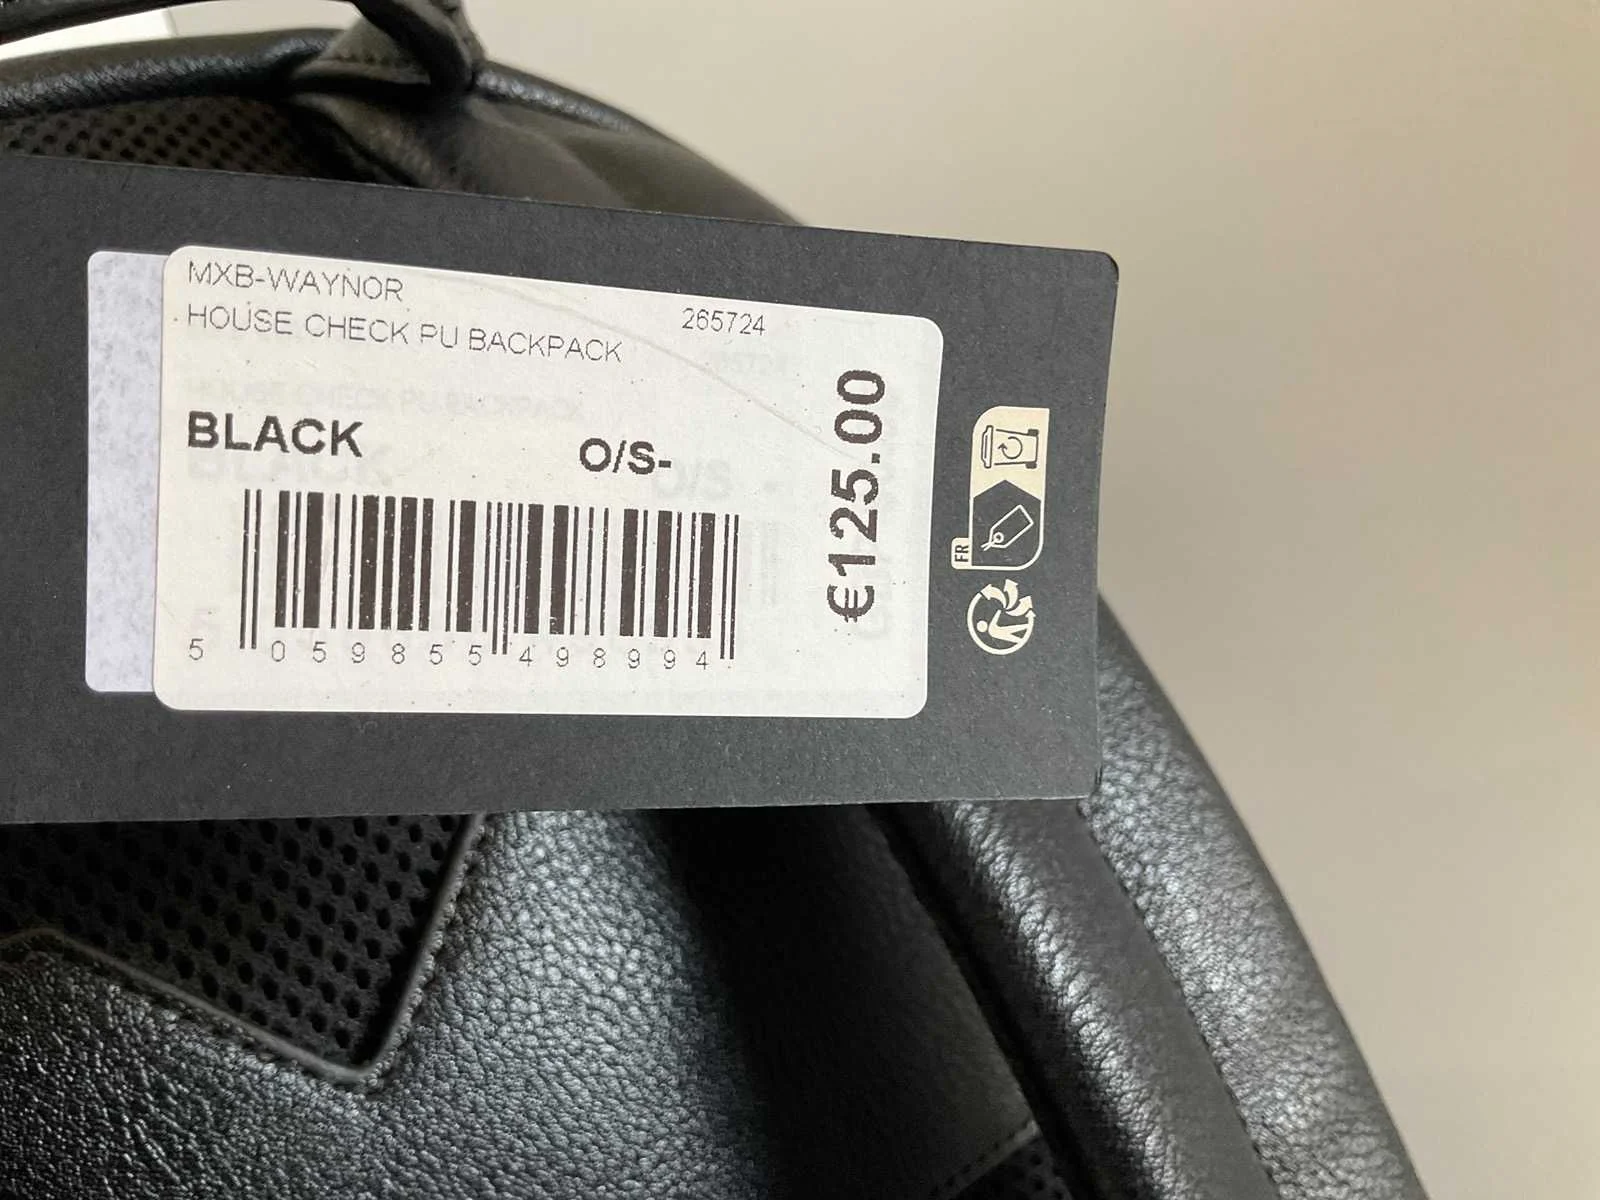 MXB-WAYNOR
HOUSE CHECK PU BACKPACK
265724
BLACK
O/S-
€125.00
5 059855 498994
FR